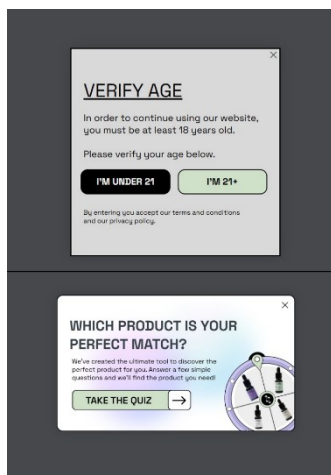 VERIFY AGE
In order to continue using our website,
you must be at least 18 years old.
Please verify your age below.
I'M UNDER 21
I'M 21+
By entering you accept our terms and conditions
and our privacy policy.
WHICH PRODUCT IS YOUR
PERFECT MATCH?
We've created the ultimate tool to discover the
perfect product for you. Answer a few simple
questions and we'll find the product you need!
TAKE THE QUIZ